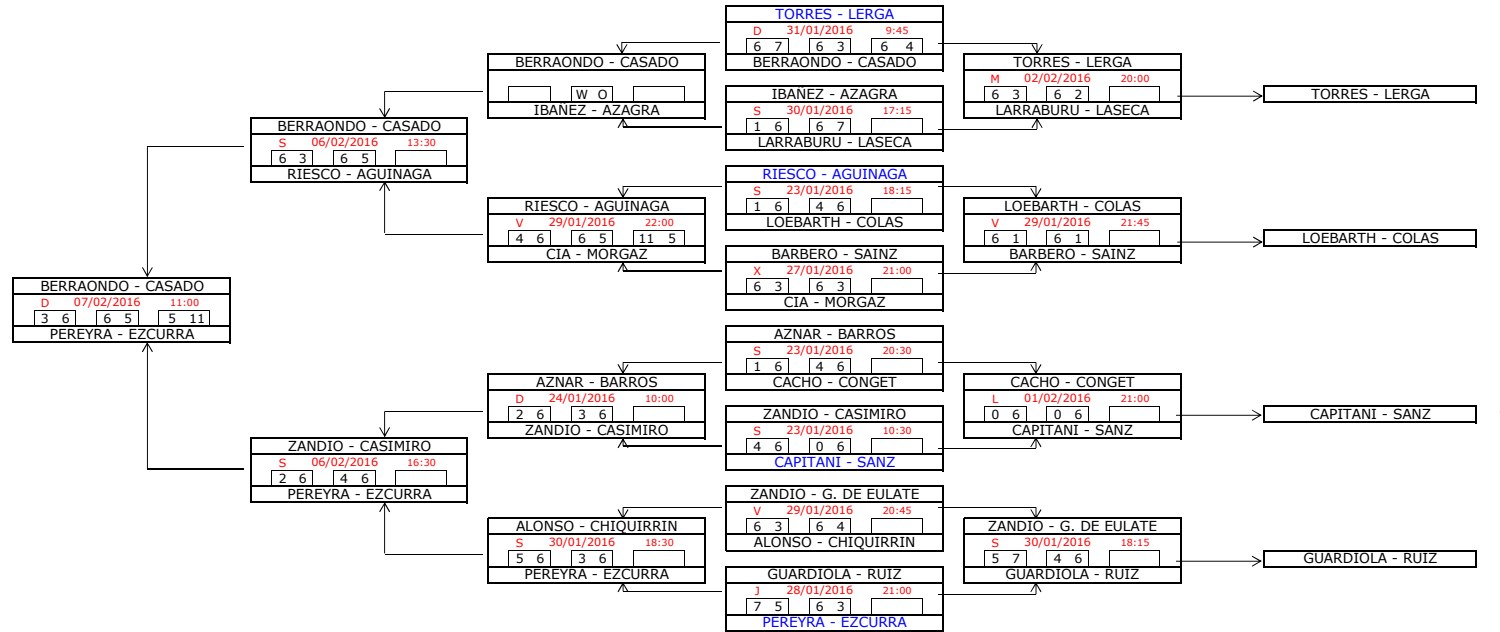 TORRES - LERGA
D 31/01/2016 9:45
6 7 6 3 6 4
BERRAONDO - CASADO
IBAÑEZ - AZAGRA
S 30/01/2016 17:15
1 6 6 7
LARRABURU - LASECA
RIESCO - AGUINAGA
S 23/01/2016 18:15
1 6 4 6
LOEBARTH - COLAS
BARBERO - SAINZ
X 27/01/2016 21:00
6 3 6 3
CIA - MORGAZ
AZNAR - BARROS
S 23/01/2016 20:30
1 6 4 6
CACHO - CONGET
ZANDIO - CASIMIRO
S 23/01/2016 10:30
4 6 0 6
CAPITANI - SANZ
ZANDIO - G. DE EULATE
V 29/01/2016 20:45
6 3 6 4
ALONSO - CHIQUIRRIN
GUARDIOLA - RUIZ
J 28/01/2016 21:00
7 5 6 3
PEREYRA - EZCURRA
BERRAONDO - CASADO
W O
IBAÑEZ - AZAGRA
RIESCO - AGUINAGA
V 29/01/2016 22:00
4 6 6 5 11 5
CIA - MORGAZ
AZNAR - BARROS
D 24/01/2016 10:00
2 6 3 6
ZANDIO - CASIMIRO
ALONSO - CHIQUIRRIN
S 30/01/2016 18:30
5 6 3 6
PEREYRA - EZCURRA
BERRAONDO - CASADO
S 06/02/2016 13:30
6 3 6 5
RIESCO - AGUINAGA
ZANDIO - CASIMIRO
S 06/02/2016 16:30
2 6 4 6
PEREYRA - EZCURRA
BERRAONDO - CASADO
D 07/02/2016 11:00
3 6 6 5 5 11
PEREYRA - EZCURRA
TORRES - LERGA
M 02/02/2016 20:00
6 3 6 2
LARRABURU - LASECA
LOEBARTH - COLAS
V 29/01/2016 21:45
6 1 6 1
BARBERO - SAINZ
CACHO - CONGET
L 01/02/2016 21:00
0 6 0 6
CAPITANI - SANZ
ZANDIO - G. DE EULATE
S 30/01/2016 18:15
5 7 4 6
GUARDIOLA - RUIZ
TORRES - LERGA
LOEBARTH - COLAS
CAPITANI - SANZ
GUARDIOLA - RUIZ